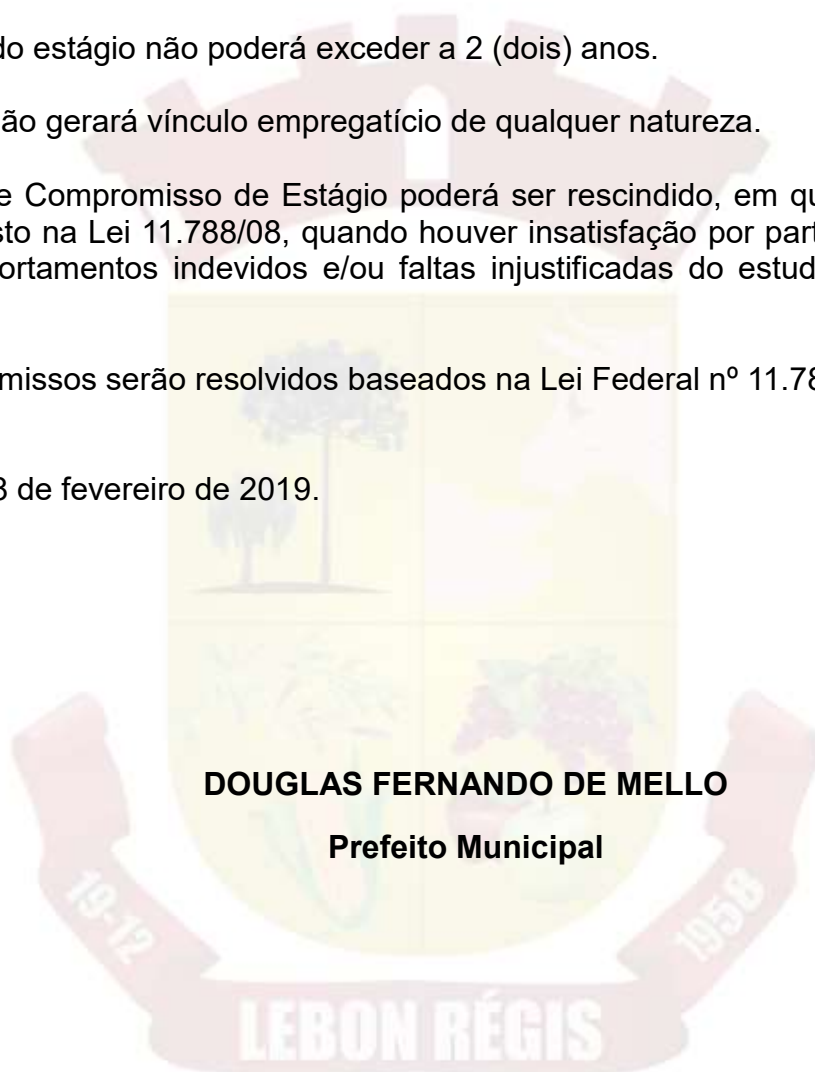 do estágio não poderá exceder a 2 (dois) anos.
ão gerará vínculo empregatício de qualquer natureza.
e Compromisso de Estágio poderá ser rescindido, em qu
sto na Lei 11.788/08, quando houver insatisfação por part
ortamentos indevidos e/ou faltas injustificadas do estud
missos serão resolvidos baseados na Lei Federal nº 11.78
3 de fevereiro de 2019.
DOUGLAS FERNANDO DE MELLO
Prefeito Municipal
19-12
1958
LEBON RÉGIS